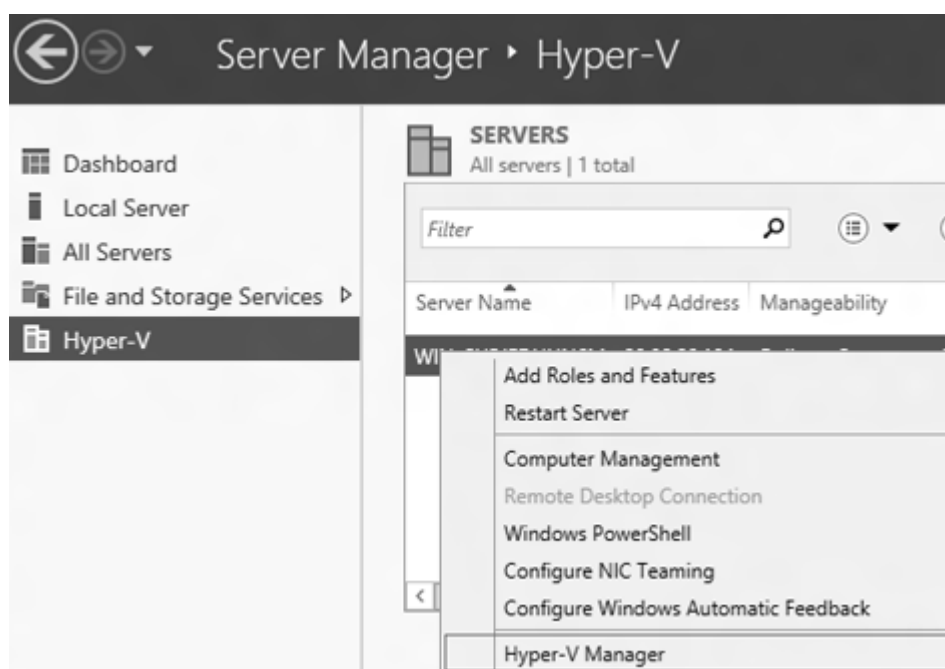 Server Manager ‣ Hyper-V
Dashboard
Local Server
All Servers
File and Storage Services
Hyper-V
SERVERS
All servers | 1 total
Filter
Server Name IPv4 Address Manageability
Add Roles and Features
Restart Server
Computer Management
Remote Desktop Connection
Windows PowerShell
Configure NIC Teaming
Configure Windows Automatic Feedback
Hyper-V Manager